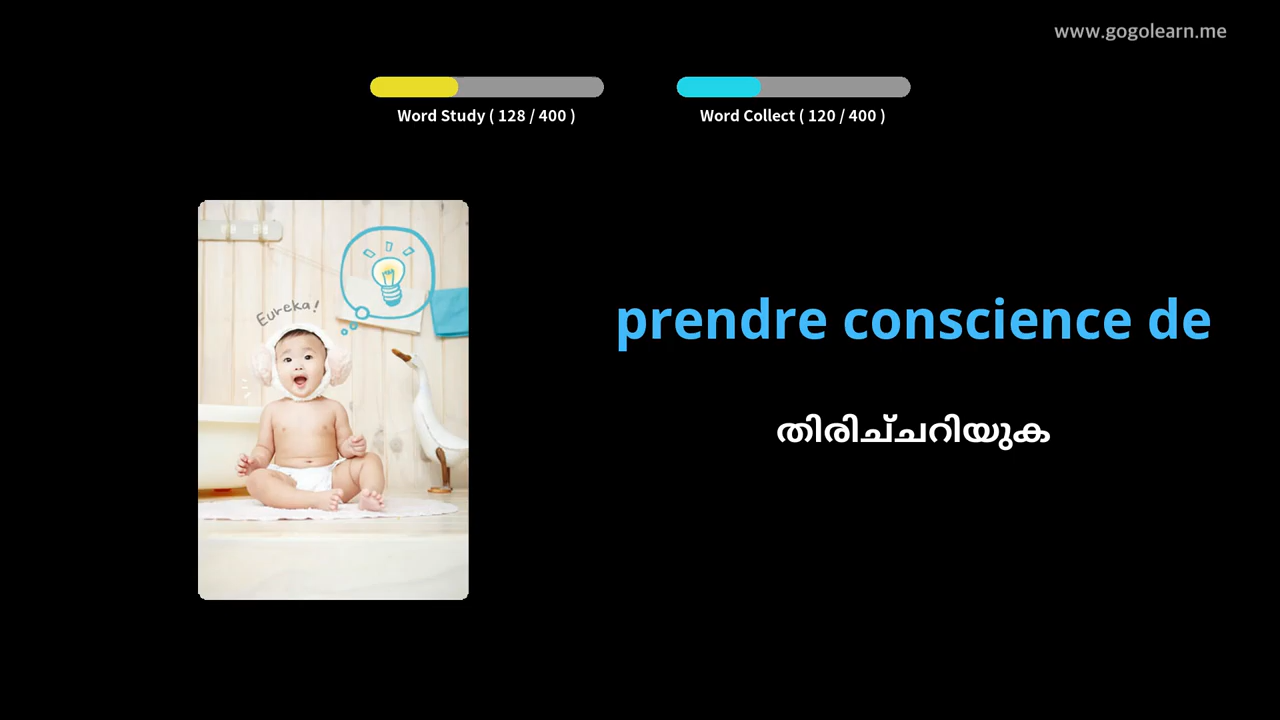 www.gogolearn.me
Word Study ( 128 / 400 )
Word Collect ( 120 / 400 )
Eureka!
prendre conscience de
തിരിച്ചറിയുക